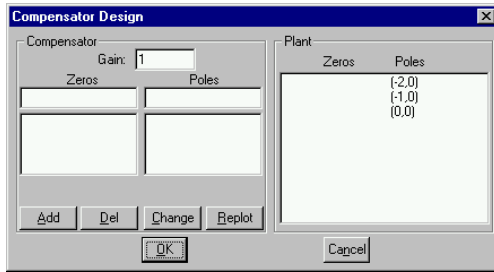 Compensator Design
Compensator
Gain: 1
Zeros Poles
Add Del Change Replot
OK
Plant
Zeros Poles
(-2,0)
(-1,0)
(0,0)
Cancel